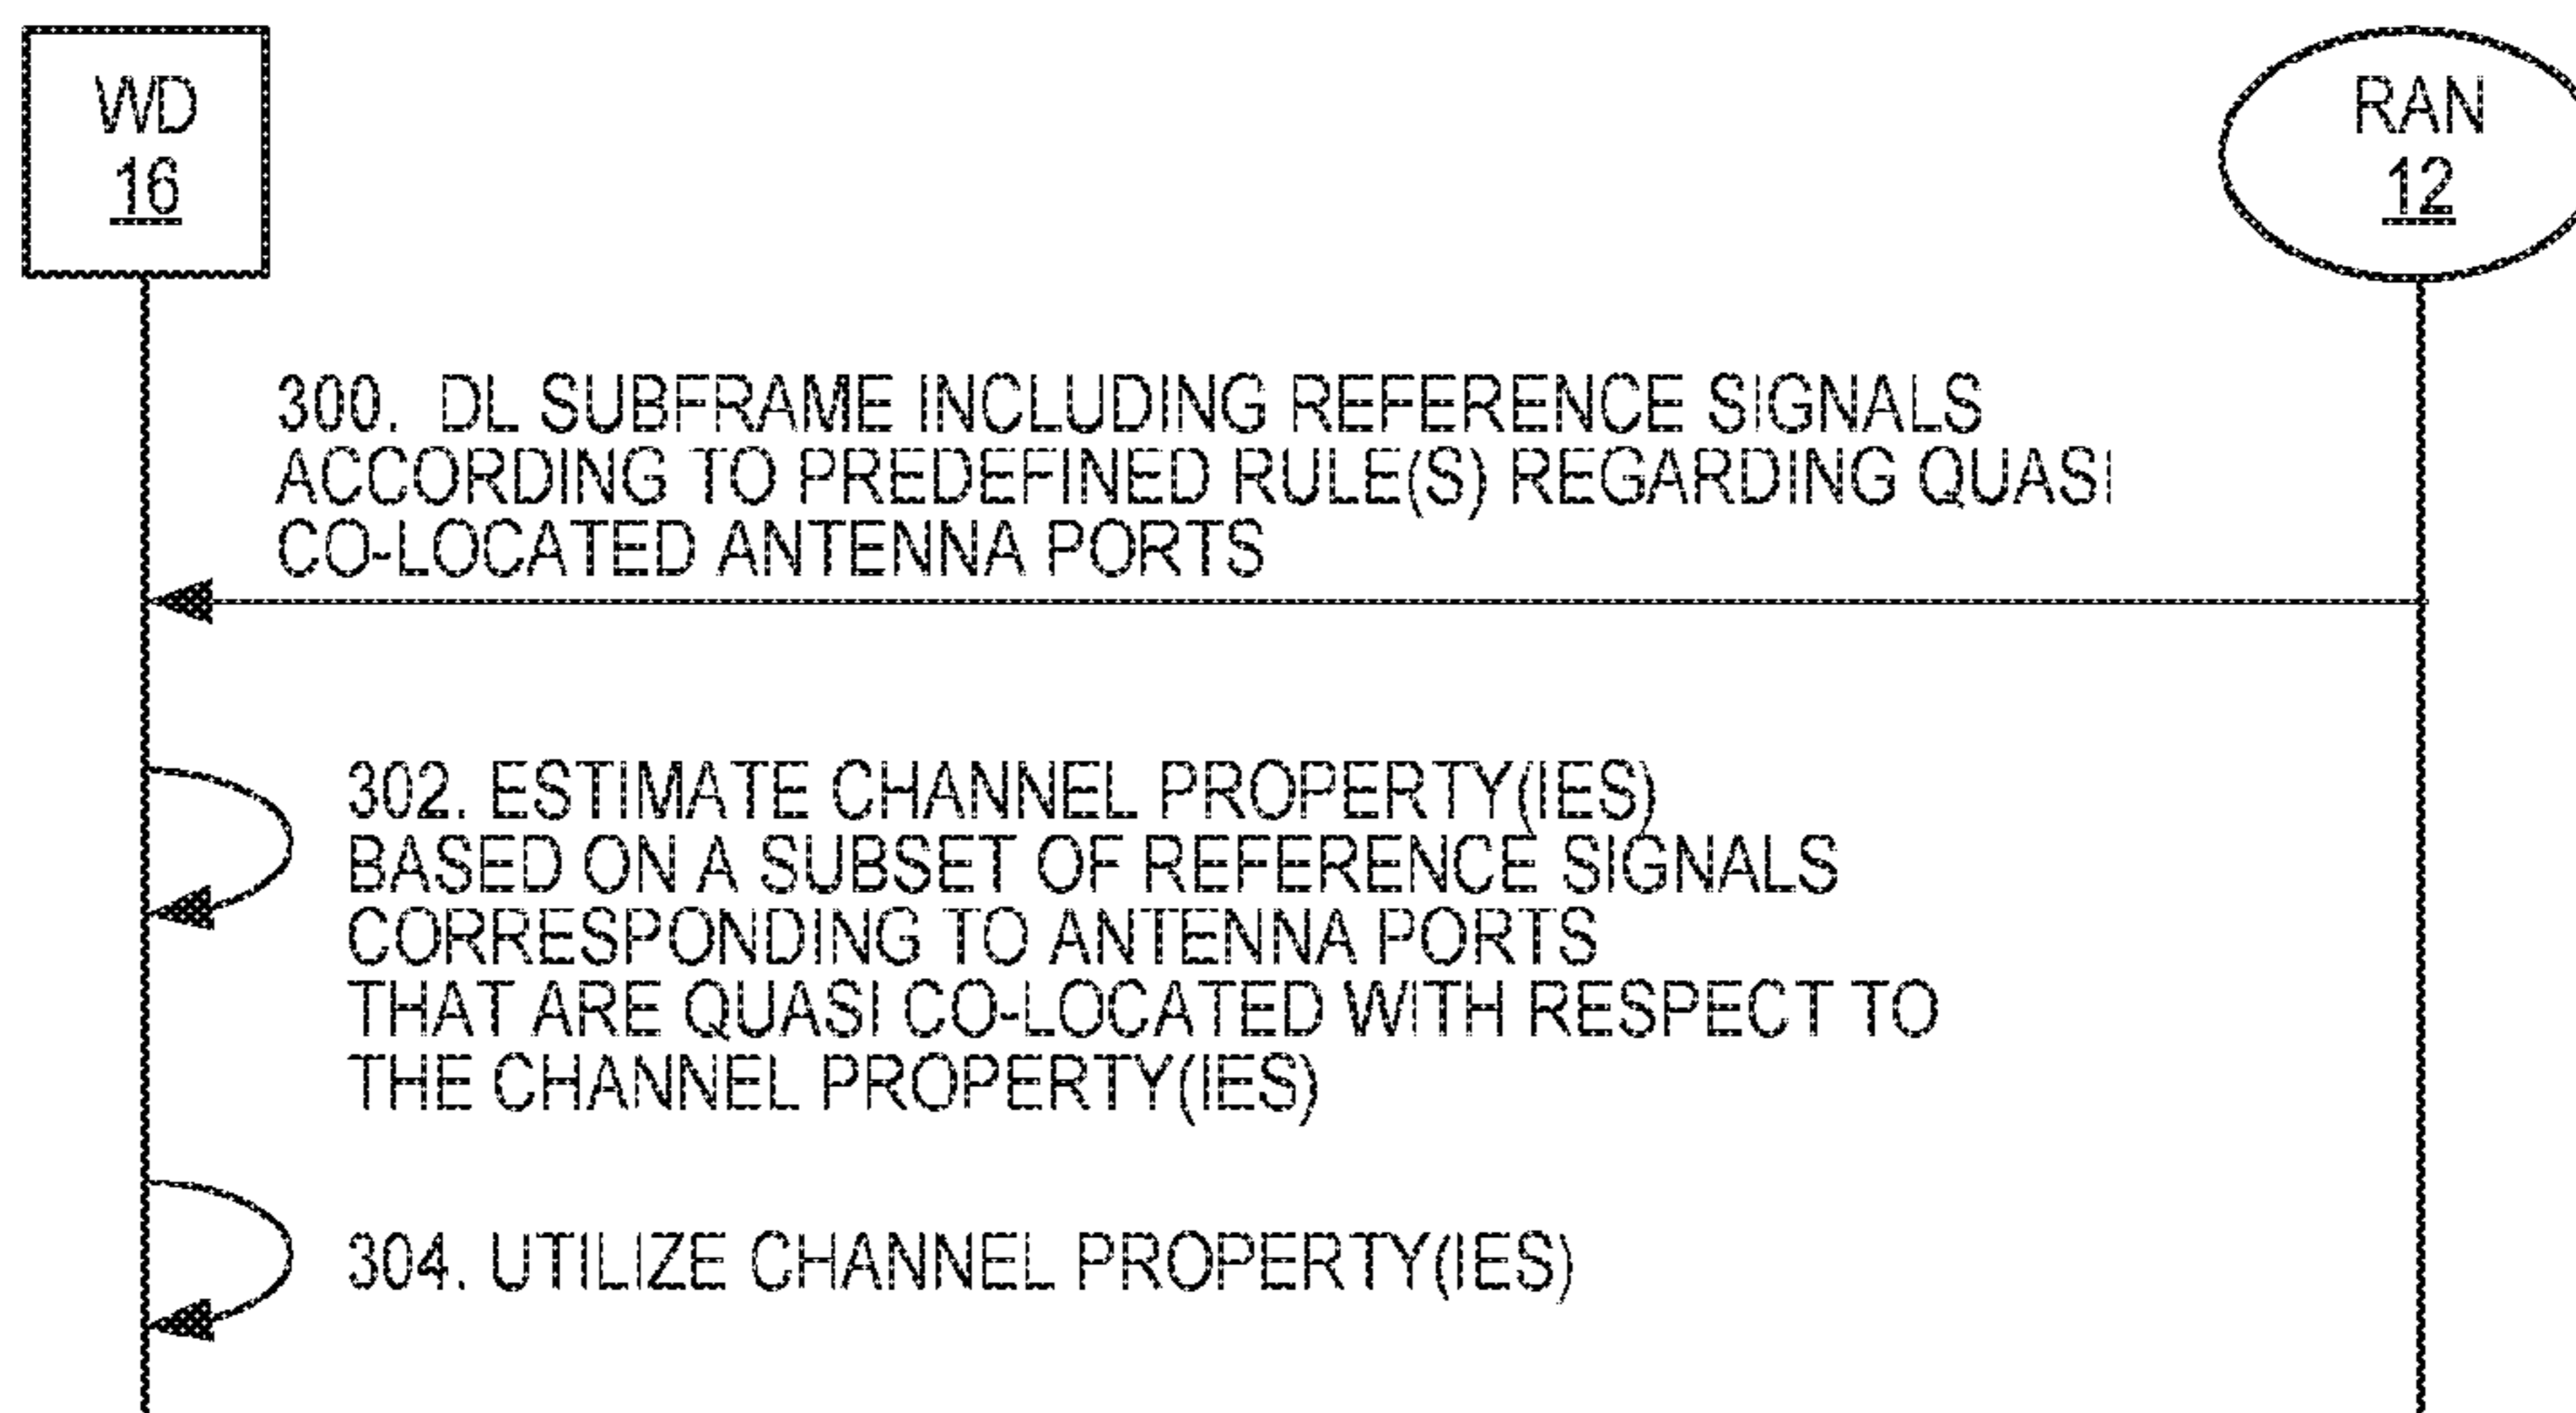 WD
16
RAN
12
300. DL SUBFRAME INCLUDING REFERENCE SIGNALS
ACCORDING TO PREDEFINED RULE(S) REGARDING QUASI
CO-LOCATED ANTENNA PORTS
302. ESTIMATE CHANNEL PROPERTY(IES)
BASED ON A SUBSET OF REFERENCE SIGNALS
CORRESPONDING TO ANTENNA PORTS
THAT ARE QUASI CO-LOCATED WITH RESPECT TO
THE CHANNEL PROPERTY(IES)
304. UTILIZE CHANNEL PROPERTY(IES)